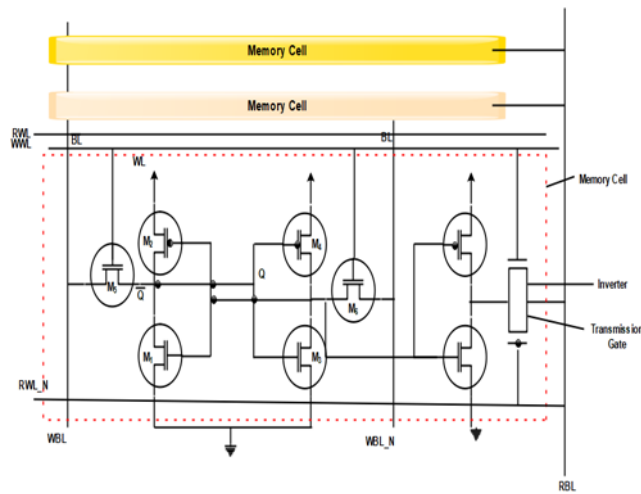 Memory Cell
Memory Cell
RWL
WWL
BL
BL
WL
Memory Cell
M2
M4
Q
M5
Q
M6
Inverter
Transmission
Gate
M1
M3
RWL_N
WBL
WBL_N
RBL